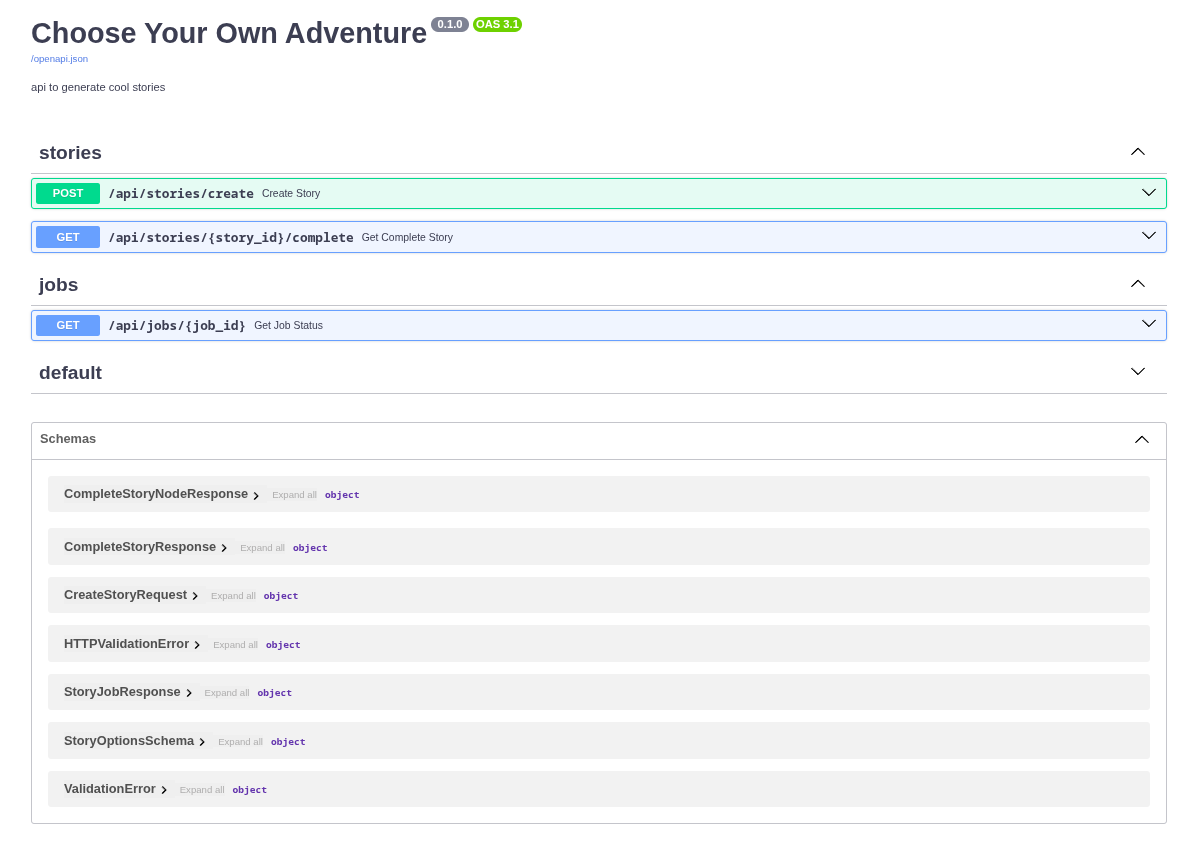 Choose Your Own Adventure 0.1.0 OAS 3.1
/openapi.json
api to generate cool stories
stories
POST /api/stories/create Create Story
GET /api/stories/{story_id}/complete Get Complete Story
jobs
GET /api/jobs/{job_id} Get Job Status
default
Schemas
CompleteStoryNodeResponse Expand all object
CompleteStoryResponse Expand all object
CreateStoryRequest Expand all object
HTTPValidationError Expand all object
StoryJobResponse Expand all object
StoryOptionsSchema Expand all object
ValidationError Expand all object